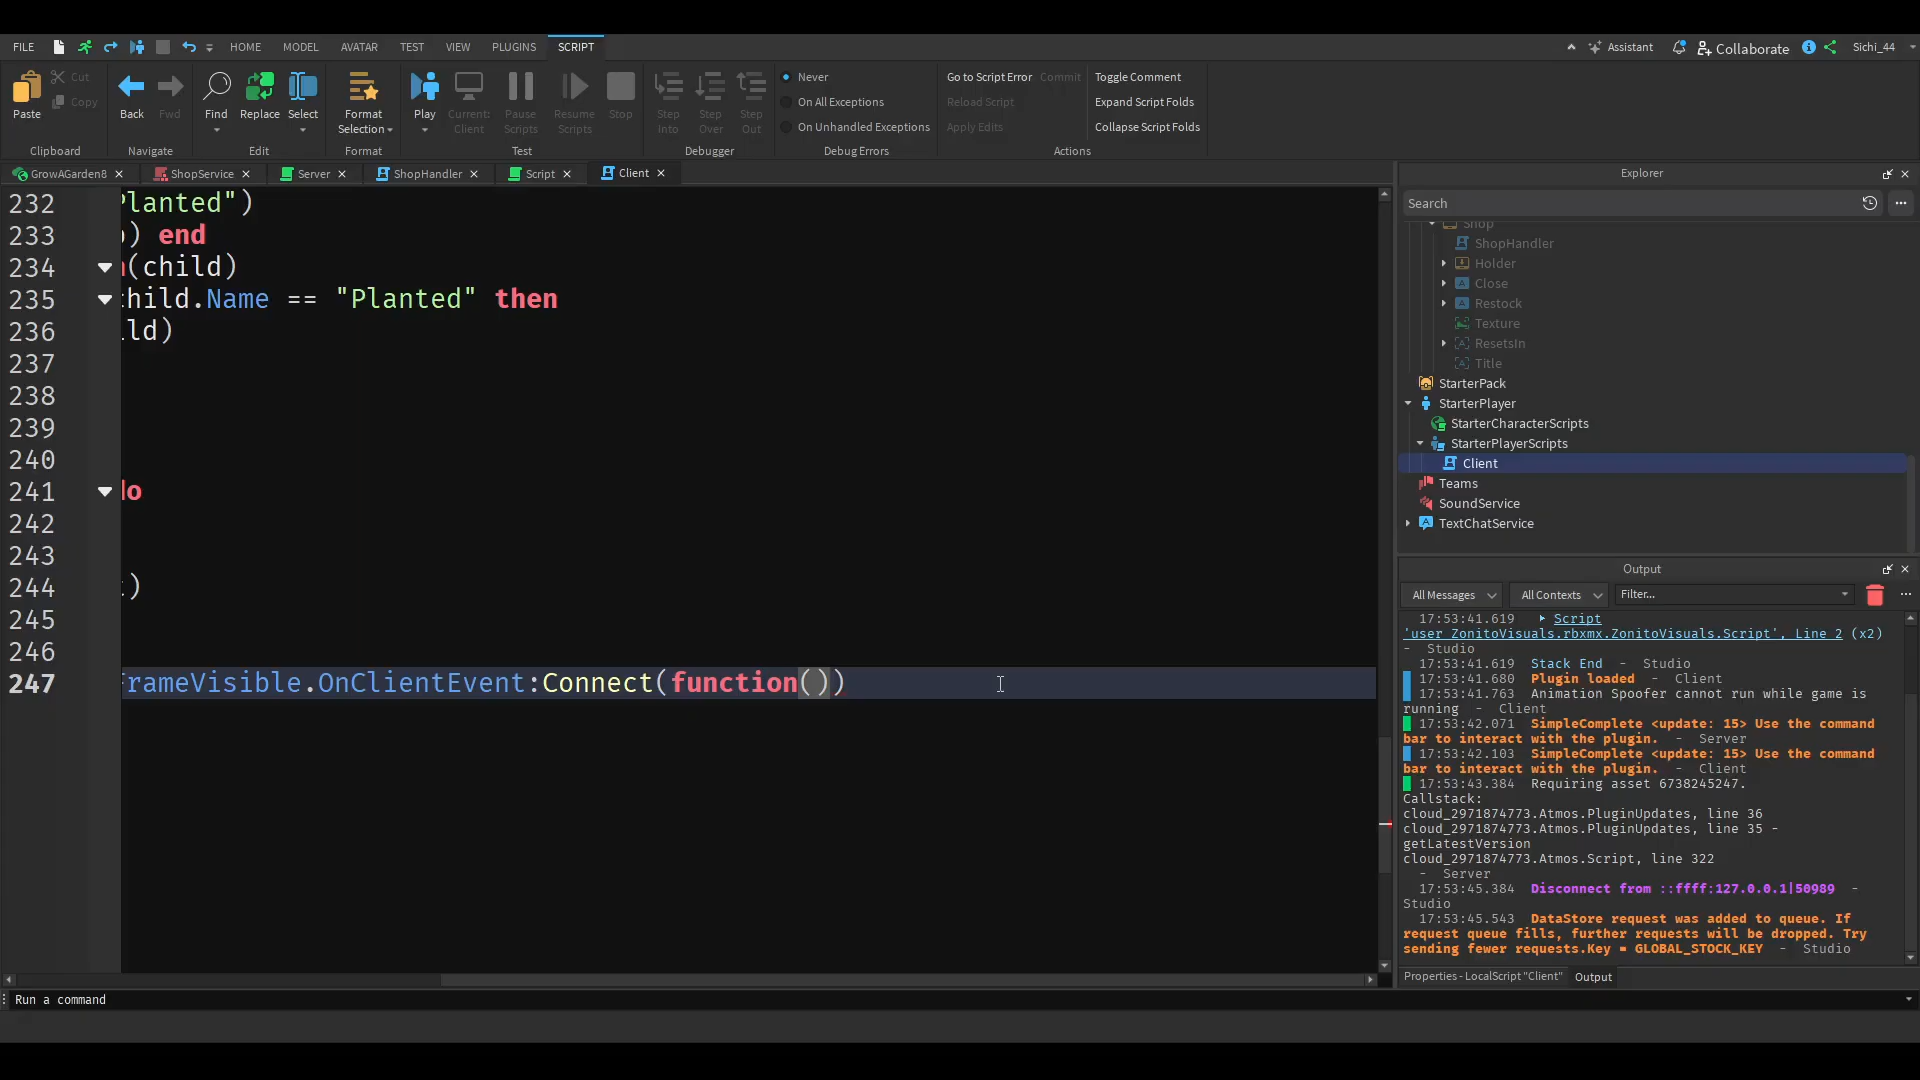 FILE HOME MODEL AVATAR TEST VIEW PLUGINS SCRIPT Assistant Collaborate Sichi_44
Paste Cut Copy Back Fwd Find Replace Select Format Selection Play Current: Client Pause Scripts Resume Scripts Stop Step Into Step Over Step Out
Never
On All Exceptions
On Unhandled Exceptions
Go to Script Error Commit
Reload Script
Apply Edits
Toggle Comment
Expand Script Folds
Collapse Script Folds
Clipboard Navigate Edit Format Test Debugger Debug Errors Actions
GrowAGarden8 ShopService Server ShopHandler Script Client
232 Planted")
233 ) end
234 (child)
235 child.Name == "Planted" then
236 ld)
237
238
239
240
241 do
242
243
244 )
245
246
247 FrameVisible.OnClientEvent:Connect(function())
Explorer
Search
Shop
ShopHandler
Holder
Close
Restock
Texture
ResetsIn
Title
StarterPack
StarterPlayer
StarterCharacterScripts
StarterPlayerScripts
Client
Teams
SoundService
TextChatService
Output
All Messages All Contexts Filter...
17:53:41.619 Script
'user_ZonitoVisuals.rbxmx.ZonitoVisuals.Script', Line 2 (x2)
- Studio
17:53:41.619 Stack End - Studio
17:53:41.680 Plugin loaded - Client
17:53:41.763 Animation Spoofer cannot run while game is
running - Client
17:53:42.071 SimpleComplete <update: 15> Use the command
bar to interact with the plugin. - Server
17:53:42.103 SimpleComplete <update: 15> Use the command
bar to interact with the plugin. - Client
17:53:43.384 Requiring asset 6738245247.
Callstack:
cloud_2971874773.Atmos.PluginUpdates, line 36
cloud_2971874773.Atmos.PluginUpdates, line 35 -
getLatestVersion
cloud_2971874773.Atmos.Script, line 322
- Server
17:53:45.384 Disconnect from ::ffff:127.0.0.1|50989 -
Studio
17:53:45.543 DataStore request was added to queue. If
request queue fills, further requests will be dropped. Try
sending fewer requests.Key = GLOBAL_STOCK_KEY - Studio
Properties - LocalScript "Client" Output
Run a command